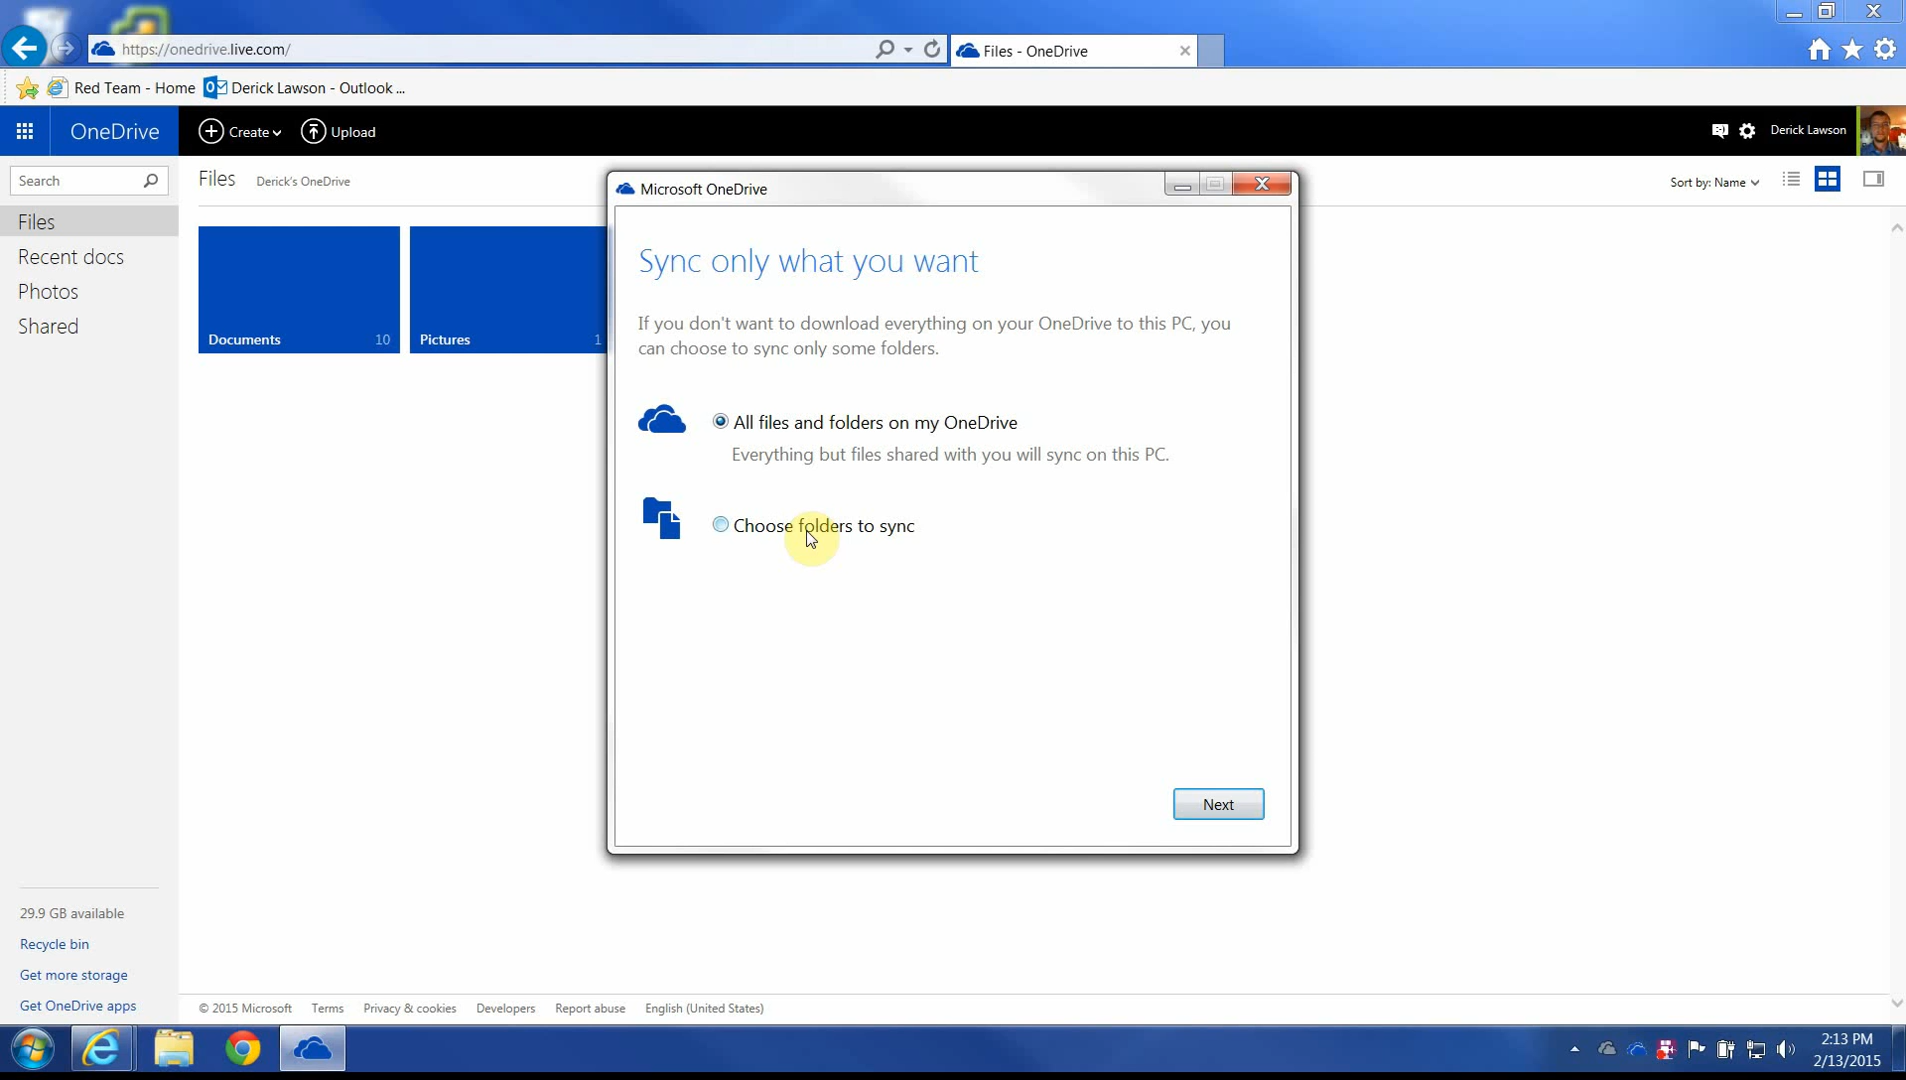 https://onedrive.live.com/
Files - OneDrive
Red Team - Home
Derick Lawson - Outlook ...
OneDrive
Create
Upload
Derick Lawson
Search
Files
Derick's OneDrive
Sort by: Name
Files
Recent docs
Photos
Shared
Documents 10
Pictures 1
Microsoft OneDrive
Sync only what you want
If you don't want to download everything on your OneDrive to this PC, you
can choose to sync only some folders.
All files and folders on my OneDrive
Everything but files shared with you will sync on this PC.
Choose folders to sync
Next
29.9 GB available
Recycle bin
Get more storage
Get OneDrive apps
© 2015 Microsoft Terms Privacy & cookies Developers Report abuse English (United States)
2:13 PM
2/13/2015